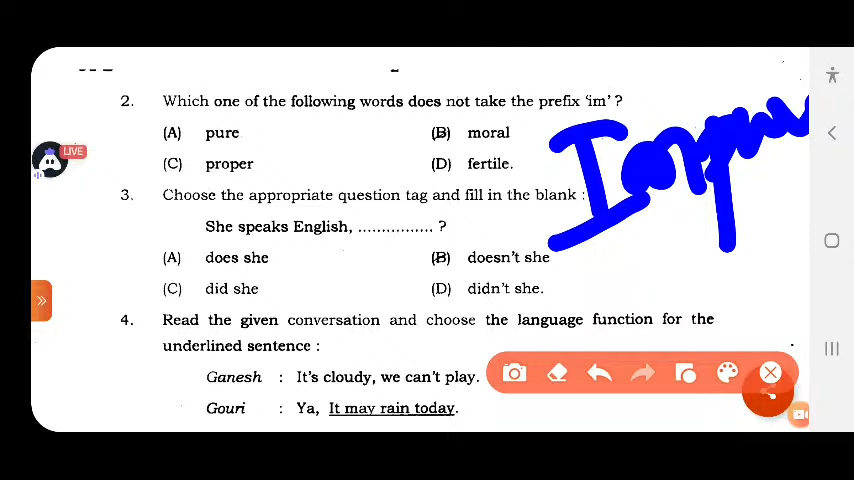 LIVE
2. Which one of the following words does not take the prefix ‘im’ ?
(A) pure (B) moral
(C) proper (D) fertile.
3. Choose the appropriate question tag and fill in the blank :
She speaks English, ................ ?
(A) does she (B) doesn’t she
(C) did she (D) didn’t she.
4. Read the given conversation and choose the language function for the
underlined sentence :
Ganesh : It’s cloudy, we can’t play.
Gouri : Ya, It may rain today.